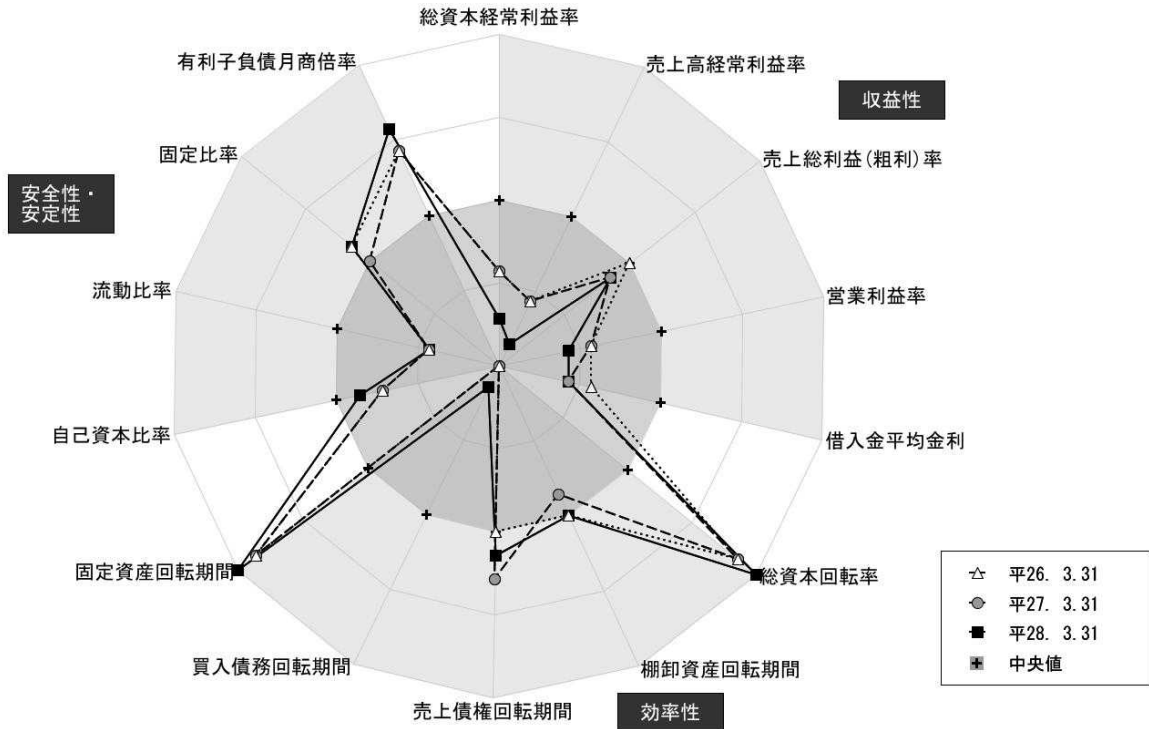 総資本経常利益率
有利子負債月商倍率
売上高経常利益率
収益性
固定比率
売上総利益(粗利)率
安全性・
安定性
流動比率
営業利益率
自己資本比率
借入金平均金利
固定資産回転期間
総資本回転率
買入債務回転期間
棚卸資産回転期間
売上債権回転期間
効率性
平26. 3.31
平27. 3.31
平28. 3.31
中央値